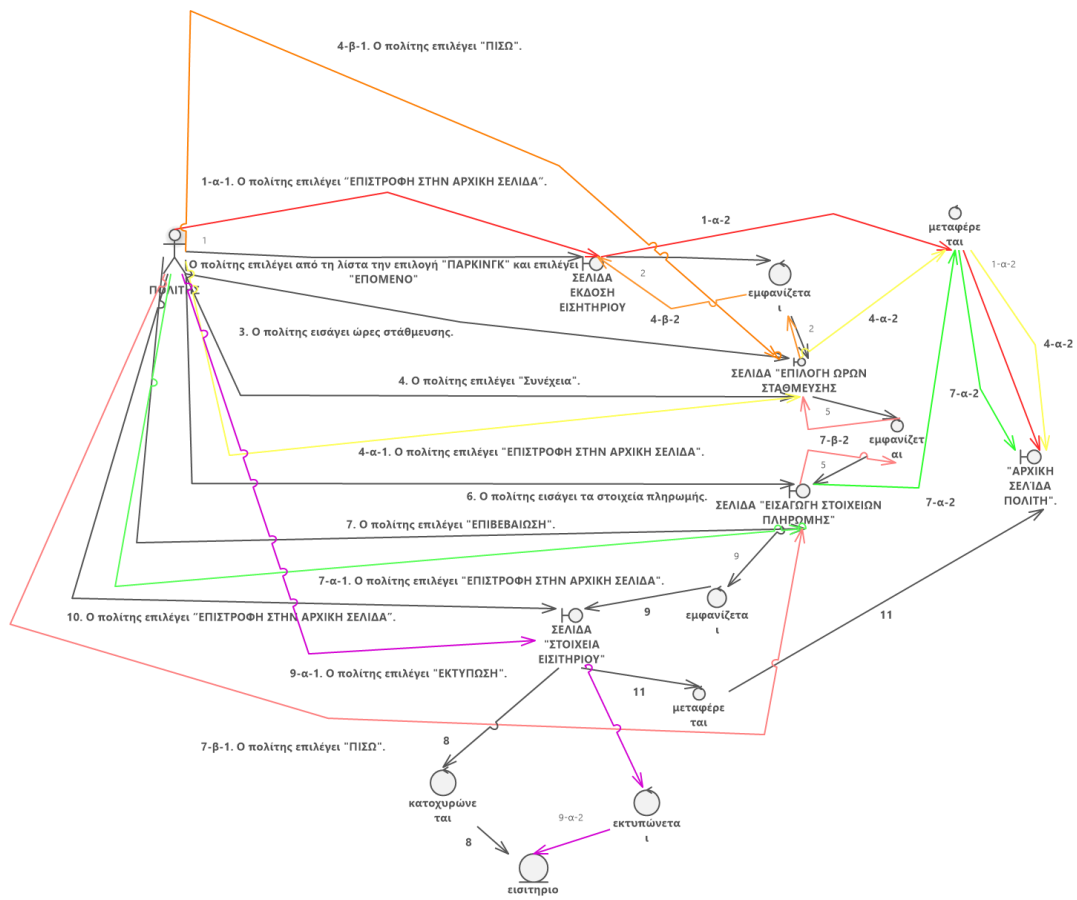 4-β-1. Ο πολίτης επιλέγει "ΠΙΣΩ".
1-α-1. Ο πολίτης επιλέγει "ΕΠΙΣΤΡΟΦΗ ΣΤΗΝ ΑΡΧΙΚΗ ΣΕΛΙΔΑ".
1-α-2
μεταφέρε
ται
1
Ο πολίτης επιλέγει από τη λίστα την επιλογή "ΠΑΡΚΙΝΓΚ" και επιλέγει
"ΕΠΟΜΕΝΟ"
ΠΟΛΙΤΗΣ
ΣΕΛΙΔΑ
ΕΚΔΟΣΗ
ΕΙΣΗΤΗΡΙΟΥ
2
εμφανίζετα
ι
1-α-2
4-β-2
4-α-2
2
3. Ο πολίτης εισάγει ώρες στάθμευσης.
4-α-2
ΣΕΛΙΔΑ "ΕΠΙΛΟΓΗ ΩΡΩΝ
ΣΤΑΘΜΕΥΣΗΣ
4. Ο πολίτης επιλέγει "Συνέχεια".
7-α-2
5
7-β-2
εμφανίζετ
αι
4-α-1. Ο πολίτης επιλέγει "ΕΠΙΣΤΡΟΦΗ ΣΤΗΝ ΑΡΧΙΚΗ ΣΕΛΙΔΑ".
5
"ΑΡΧΙΚΗ
ΣΕΛΊΔΑ
ΠΟΛΙΤΗ".
6. Ο πολίτης εισάγει τα στοιχεία πληρωμής.
ΣΕΛΙΔΑ "ΕΙΣΑΓΩΓΗ ΣΤΟΙΧΕΙΩΝ
ΠΛΗΡΩΜΗΣ"
7-α-2
7. Ο πολίτης επιλέγει "ΕΠΙΒΕΒΑΙΩΣΗ".
9
7-α-1. Ο πολίτης επιλέγει "ΕΠΙΣΤΡΟΦΗ ΣΤΗΝ ΑΡΧΙΚΗ ΣΕΛΙΔΑ".
9
εμφανίζετα
ι
10. Ο πολίτης επιλέγει "ΕΠΙΣΤΡΟΦΗ ΣΤΗΝ ΑΡΧΙΚΗ ΣΕΛΙΔΑ".
11
ΣΕΛΙΔΑ
"ΣΤΟΙΧΕΙΑ
ΕΙΣΙΤΗΡΙΟΥ"
9-α-1. Ο πολίτης επιλέγει "ΕΚΤΥΠΩΣΗ".
11
μεταφέρε
ται
7-β-1. Ο πολίτης επιλέγει "ΠΙΣΩ".
8
κατοχυρώνε
ται
8
9-α-2
εκτυπώνετα
ι
εισιτηριο